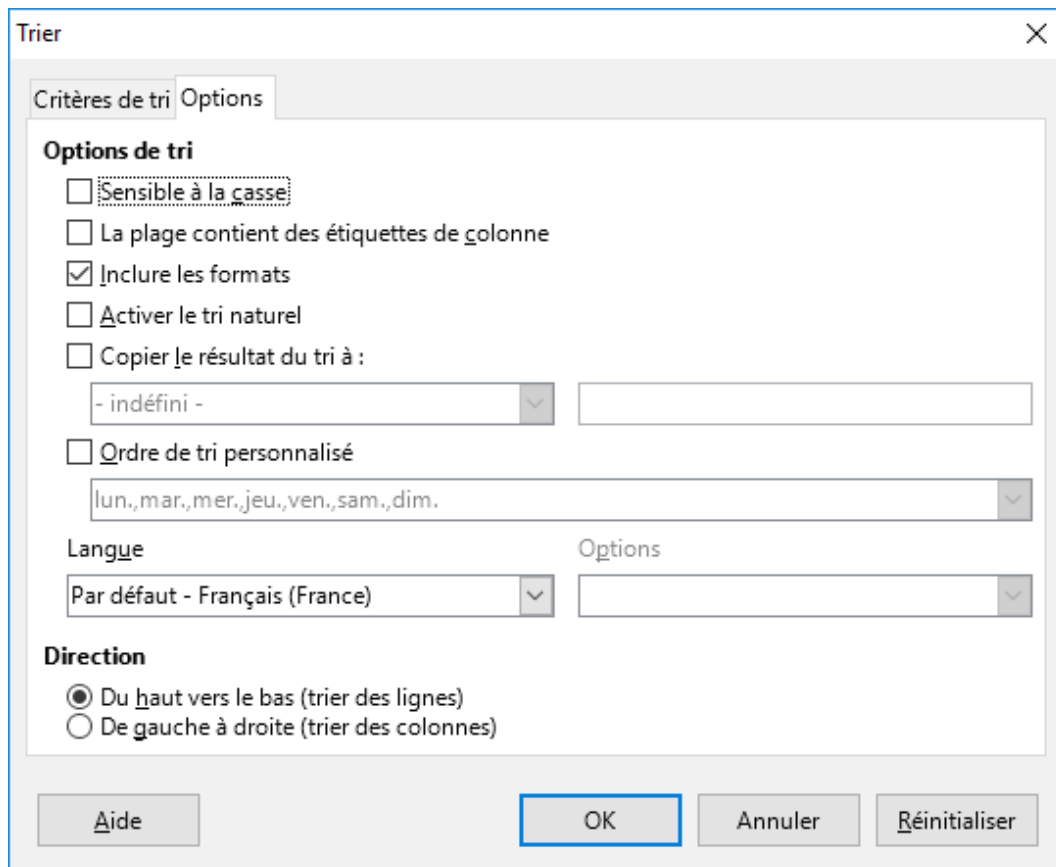 Trier
Critères de tri Options
Options de tri
Sensible à la casse
La plage contient des étiquettes de colonne
Inclure les formats
Activer le tri naturel
Copier le résultat du tri à :
- indéfini -
Ordre de tri personnalisé
lun.,mar.,mer.,jeu.,ven.,sam.,dim.
Langue Options
Par défaut - Français (France)
Direction
Du haut vers le bas (trier des lignes)
De gauche à droite (trier des colonnes)
Aide OK Annuler Réinitialiser